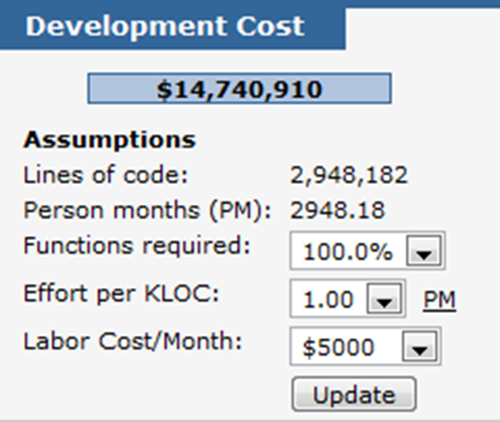 Development Cost
$14,740,910
Assumptions
Lines of code: 2,948,182
Person months (PM): 2948.18
Functions required: 100.0%
Effort per KLOC: 1.00 PM
Labor Cost/Month: $5000
Update